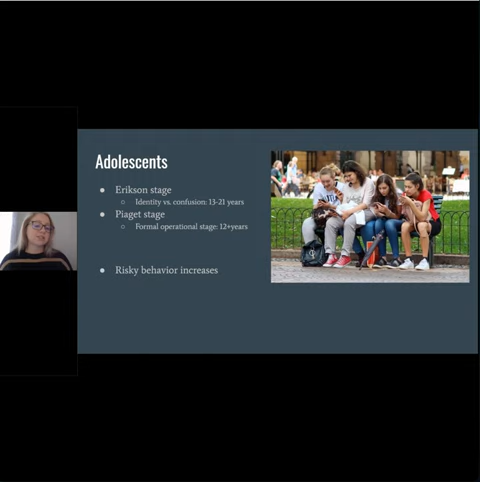 Adolescents
● Erikson stage
○ Identity vs. confusion: 13-21 years
● Piaget stage
○ Formal operational stage: 12+years
● Risky behavior increases